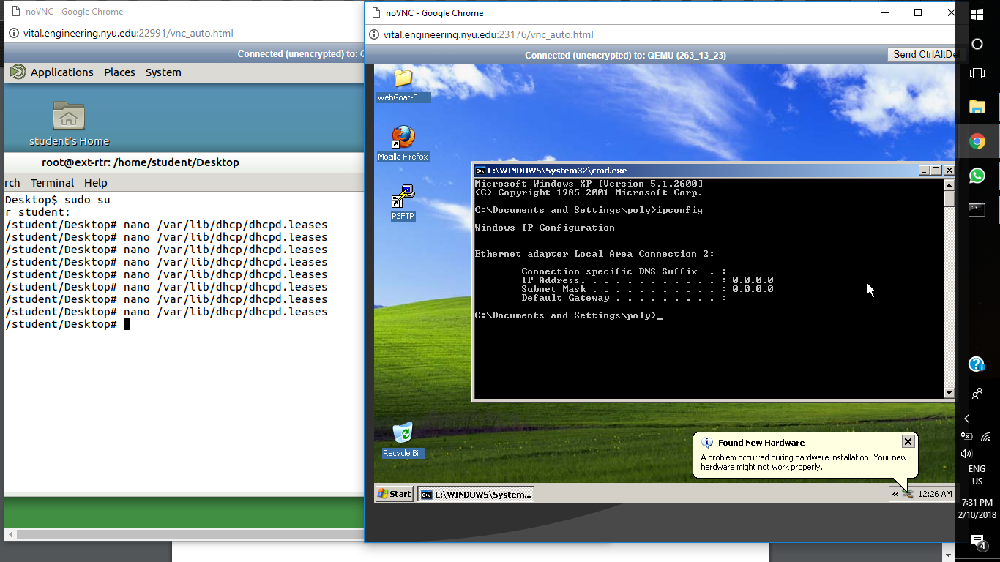 noVNC - Google Chrome
vital.engineering.nyu.edu:22991/vnc_auto.html
Connected (unencrypted) to: Q
Applications Places System
student's Home
root@ext-rtr: /home/student/Desktop
rch Terminal Help
Desktop$ sudo su
r student:
/student/Desktop# nano /var/lib/dhcp/dhcpd.leases
/student/Desktop# nano /var/lib/dhcp/dhcpd.leases
/student/Desktop# nano /var/lib/dhcp/dhcpd.leases
/student/Desktop# nano /var/lib/dhcp/dhcpd.leases
/student/Desktop# nano /var/lib/dhcp/dhcpd.leases
/student/Desktop# nano /var/lib/dhcp/dhcpd.leases
/student/Desktop# nano /var/lib/dhcp/dhcpd.leases
/student/Desktop# nano /var/lib/dhcp/dhcpd.leases
/student/Desktop#
noVNC - Google Chrome
vital.engineering.nyu.edu:23176/vnc_auto.html
Connected (unencrypted) to: QEMU (263_13_23)
Send CtrlAltDel
WebGoat-5....
Mozilla Firefox
PSFTP
Recycle Bin
C:\WINDOWS\System32\cmd.exe
Microsoft Windows XP [Version 5.1.2600]
(C) Copyright 1985-2001 Microsoft Corp.
C:\Documents and Settings\poly>ipconfig
Windows IP Configuration
Ethernet adapter Local Area Connection 2:
Connection-specific DNS Suffix . :
IP Address. . . . . . . . . . . . : 0.0.0.0
Subnet Mask . . . . . . . . . . . : 0.0.0.0
Default Gateway . . . . . . . . . :
C:\Documents and Settings\poly>_
Found New Hardware
A problem occurred during hardware installation. Your new
hardware might not work properly.
Start
C:\WINDOWS\System...
« 12:26 AM
ENG
US
7:31 PM
2/10/2018
4